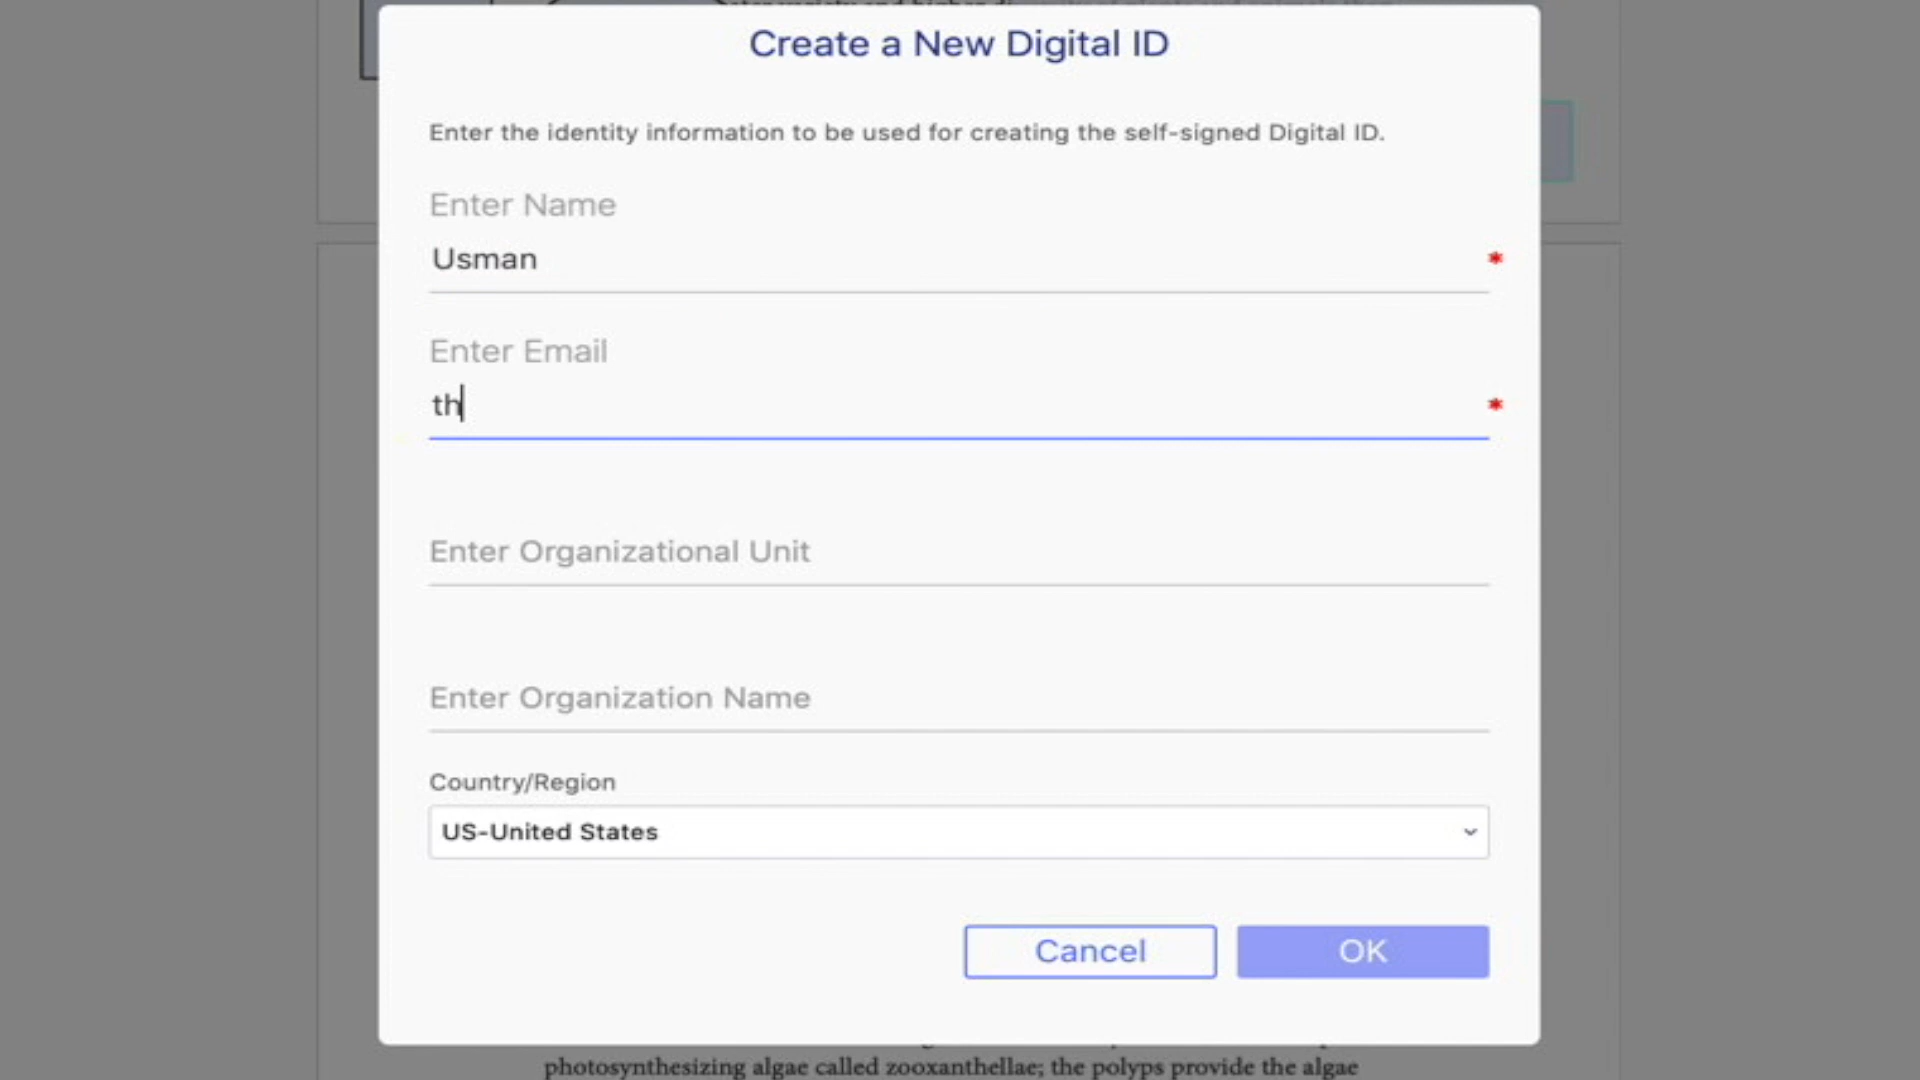 Create a New Digital ID
Enter the identity information to be used for creating the self-signed Digital ID.
Enter Name
Usman
*
Enter Email
th
*
Enter Organizational Unit
Enter Organization Name
Country/Region
US-United States
Cancel
OK
photosynthesizing algae called zooxanthellae; the polyps provide the algae